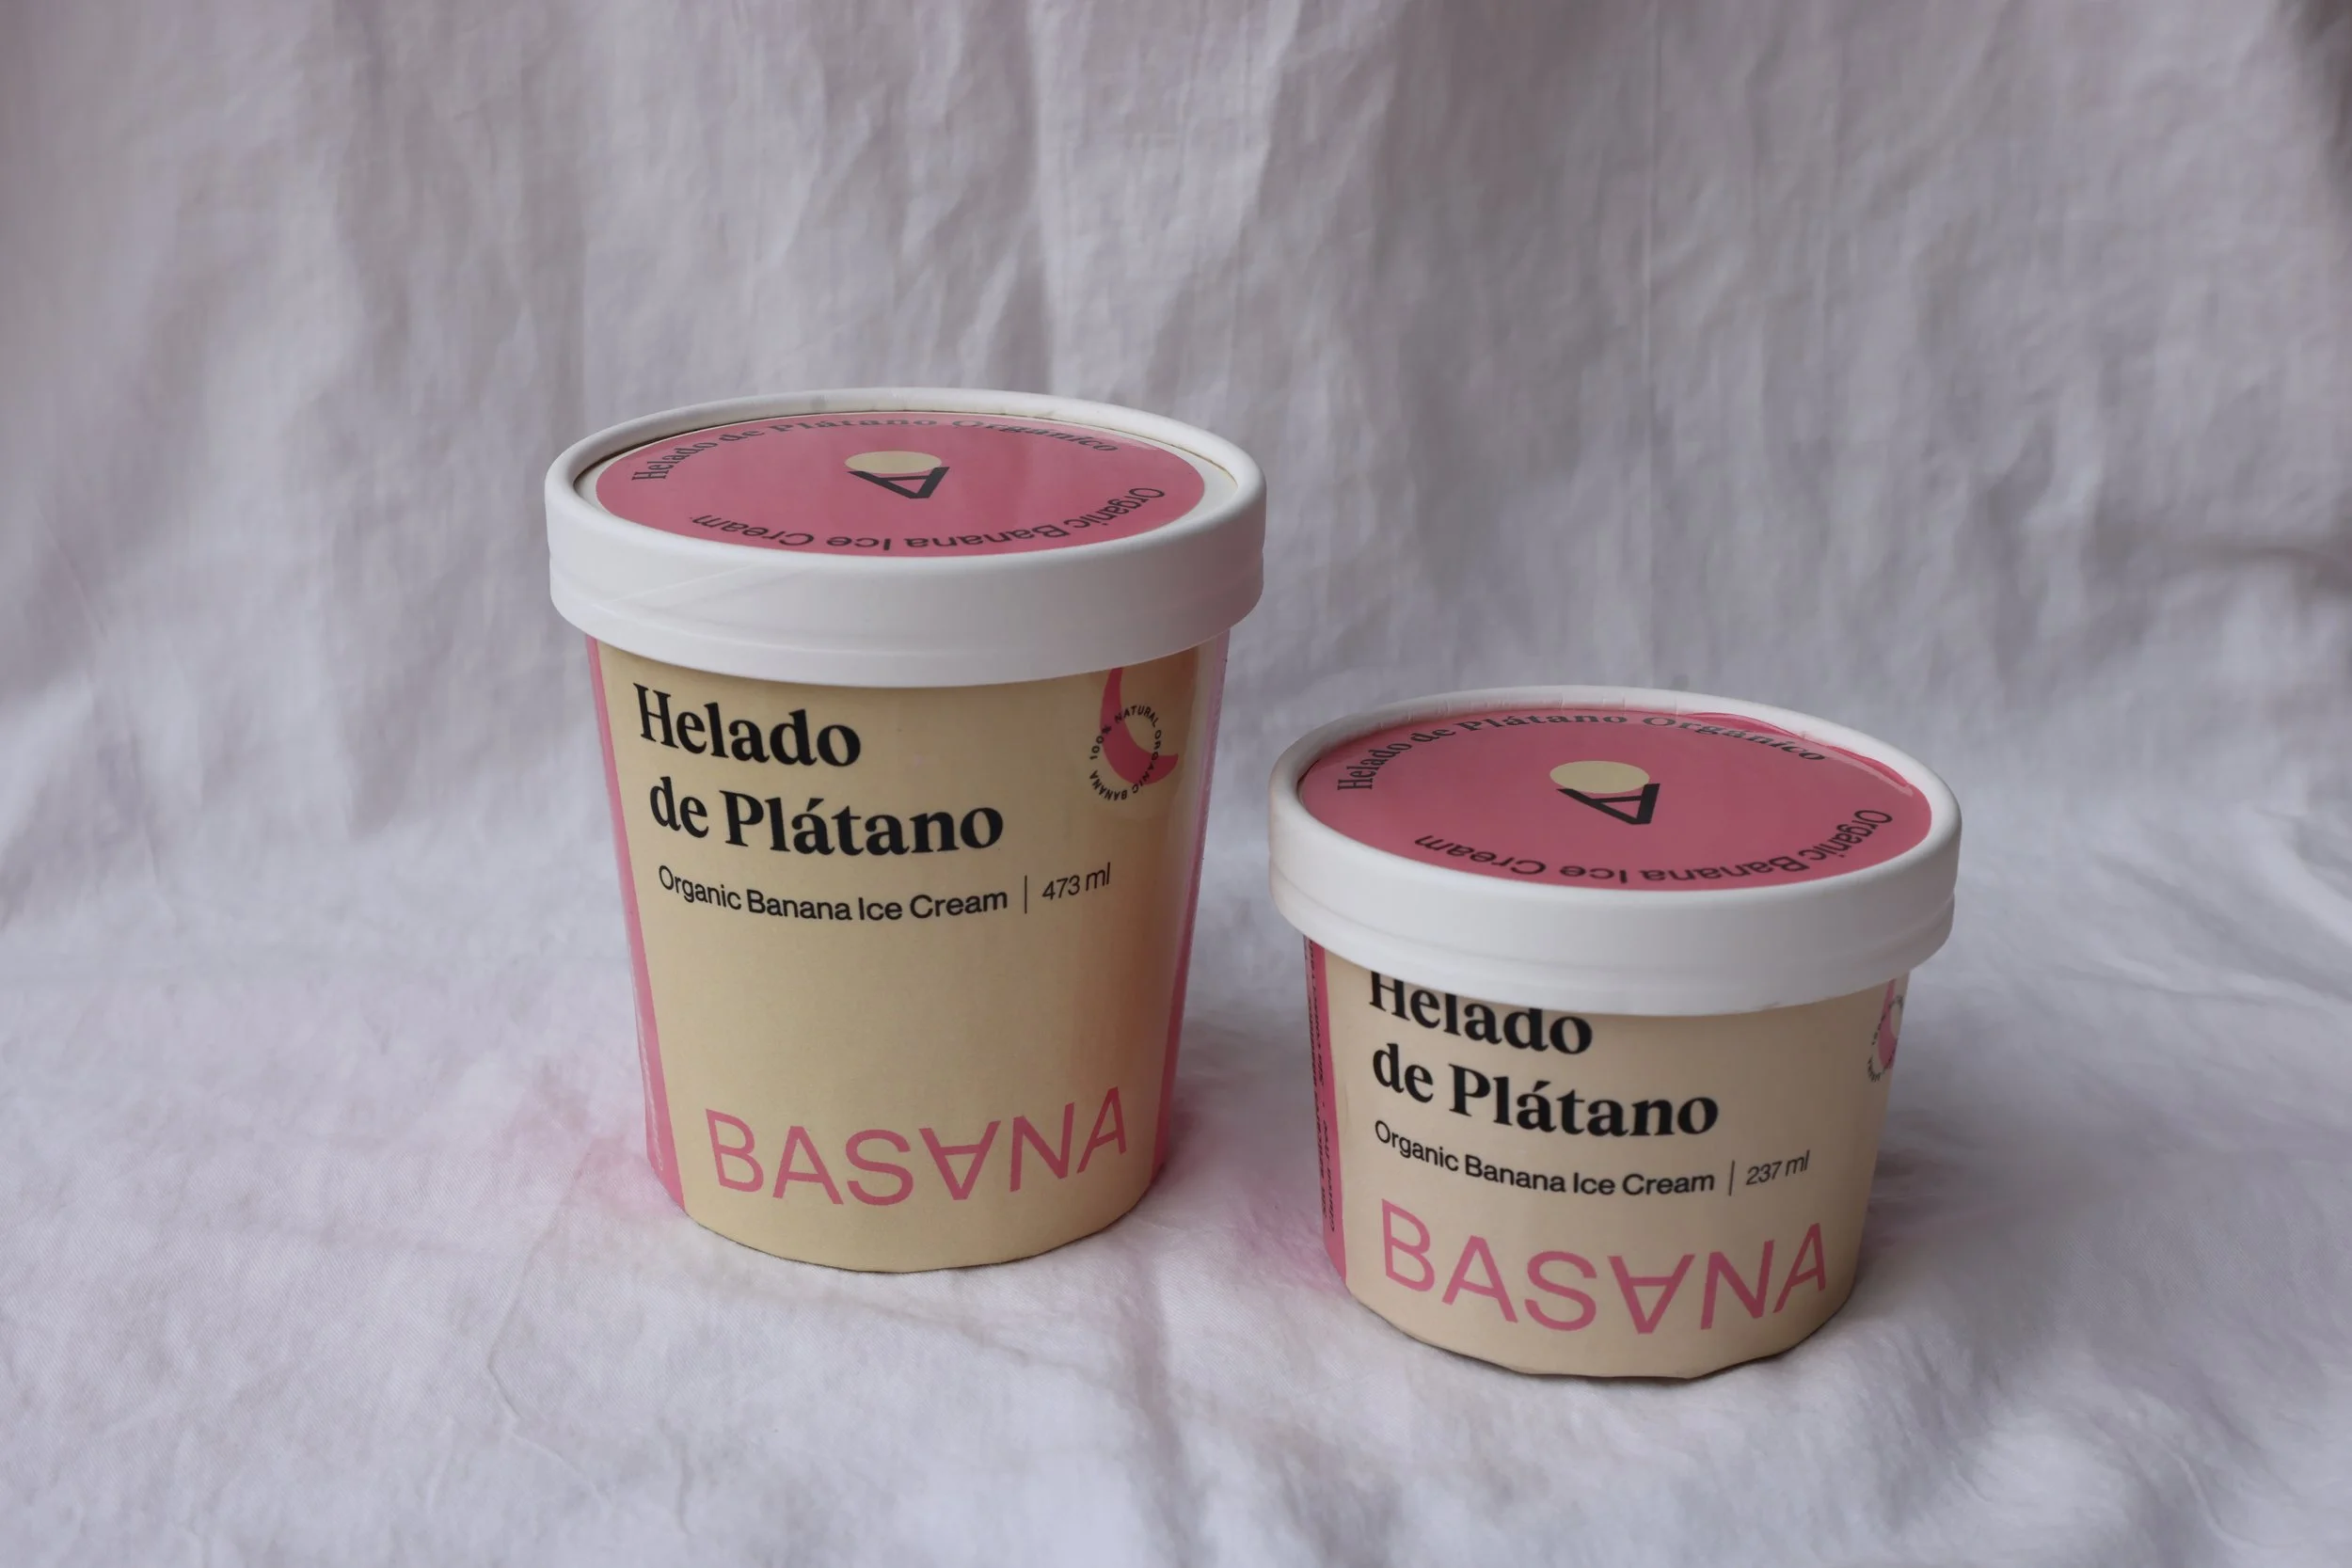 Helado de Plátano Orgánico
Organic Banana Ice Cream
Helado
de Plátano
Organic Banana Ice Cream | 473 ml
100% NATURAL ORGANIC BANANA
BASANA
Helado de Plátano Orgánico
Organic Banana Ice Cream
Helado
de Plátano
Organic Banana Ice Cream | 237 ml
BASANA